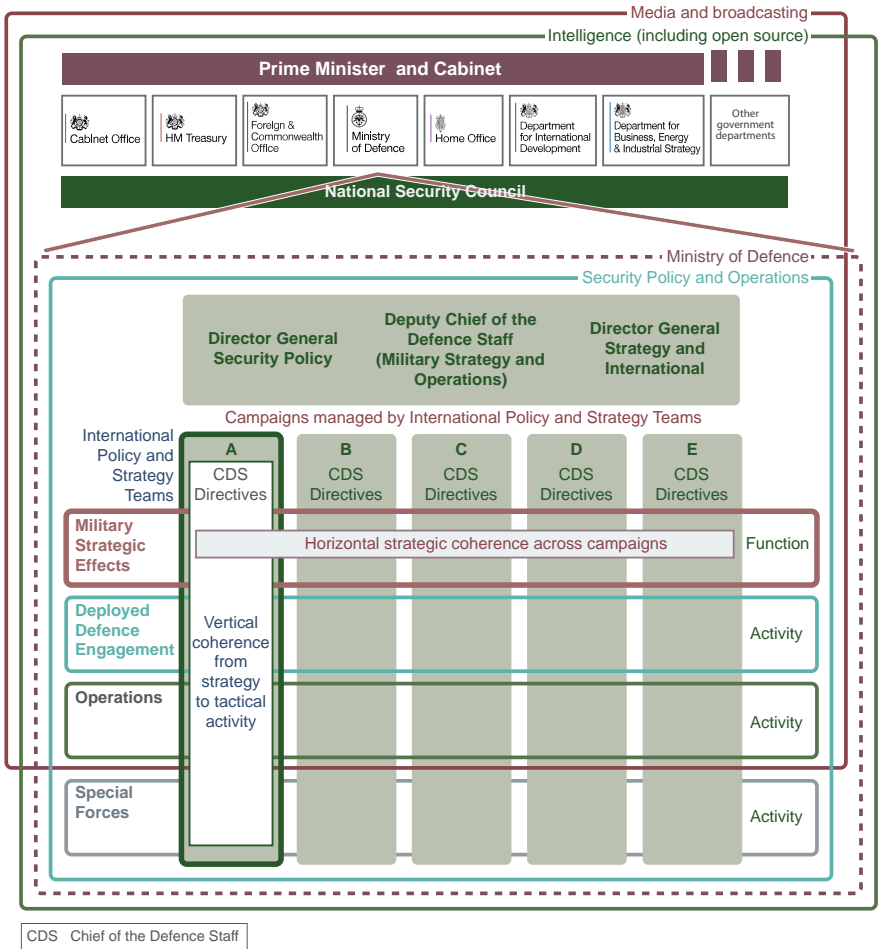 Media and broadcasting
Intelligence (including open source)
Prime Minister and Cabinet
Cabinet Office
HM Treasury
Foreign &
Commonwealth
Office
Ministry
of Defence
Home Office
Department
for International
Development
Department for
Business, Energy
& Industrial Strategy
Other
government
departments
National Security Council
Ministry of Defence
Security Policy and Operations
Director General
Security Policy
Deputy Chief of the
Defence Staff
(Military Strategy and
Operations)
Director General
Strategy and
International
Campaigns managed by International Policy and Strategy Teams
International
Policy and
Strategy
Teams
A
CDS
Directives
B
CDS
Directives
C
CDS
Directives
D
CDS
Directives
E
CDS
Directives
Military
Strategic
Effects
Horizontal strategic coherence across campaigns
Function
Deployed
Defence
Engagement
Vertical
coherence
from
strategy
to tactical
activity
Activity
Operations
Activity
Special
Forces
Activity
CDS Chief of the Defence Staff